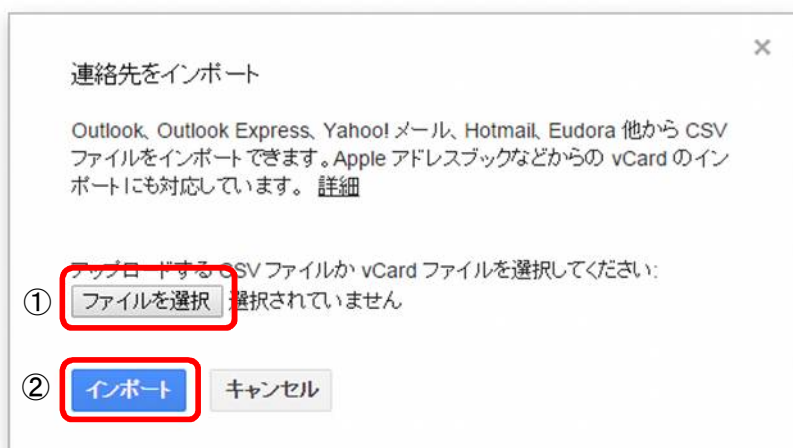 ×
連絡先をインポート
Outlook、Outlook Express、Yahoo! メール、Hotmail、Eudora 他から CSV
ファイルをインポートできます。Apple アドレスブックなどからの vCard のイン
ポートにも対応しています。 詳細
アップロードする CSV ファイルか vCard ファイルを選択してください:
① ファイルを選択 選択されていません
② インポート キャンセル